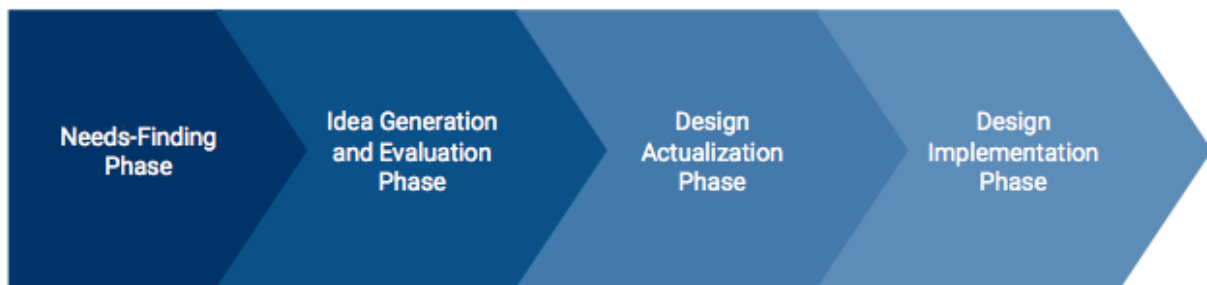 Needs-Finding
Phase
Idea Generation
and Evaluation
Phase
Design
Actualization
Phase
Design
Implementation
Phase